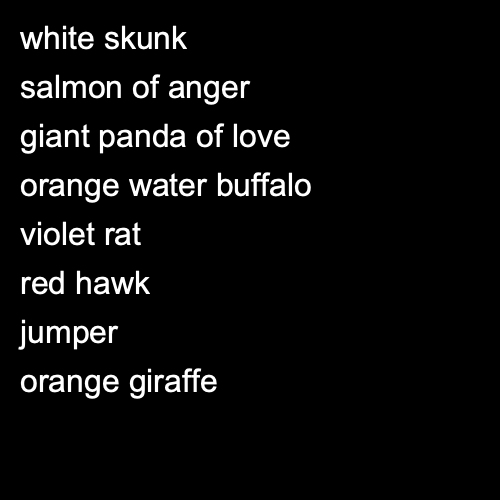 white skunk
salmon of anger
giant panda of love
orange water buffalo
violet rat
red hawk
jumper
orange giraffe